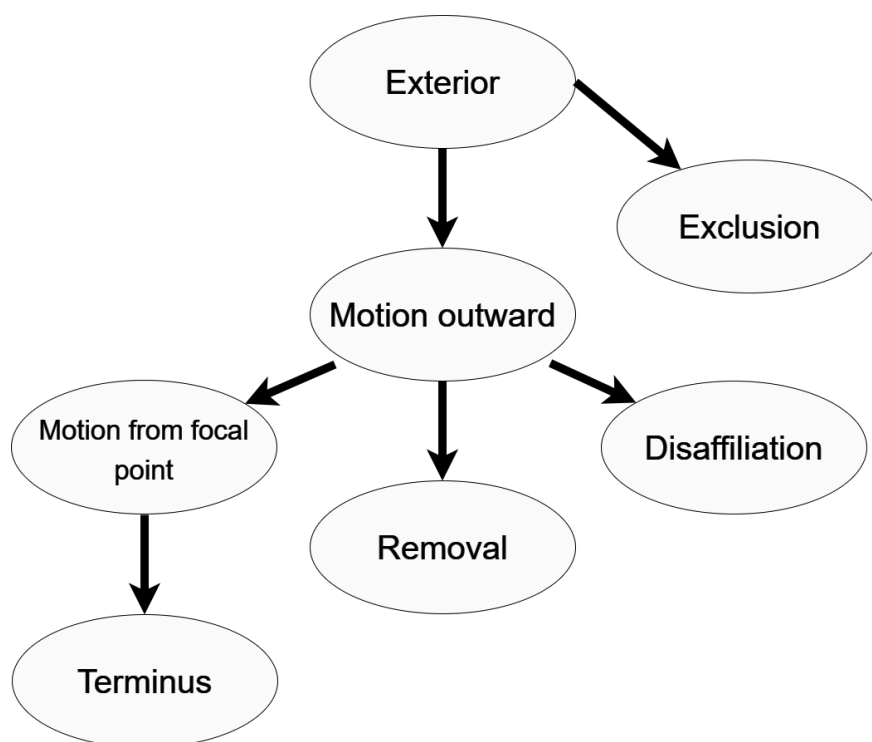 Exterior
Exclusion
Motion outward
Motion from focal
point
Disaffiliation
Removal
Terminus